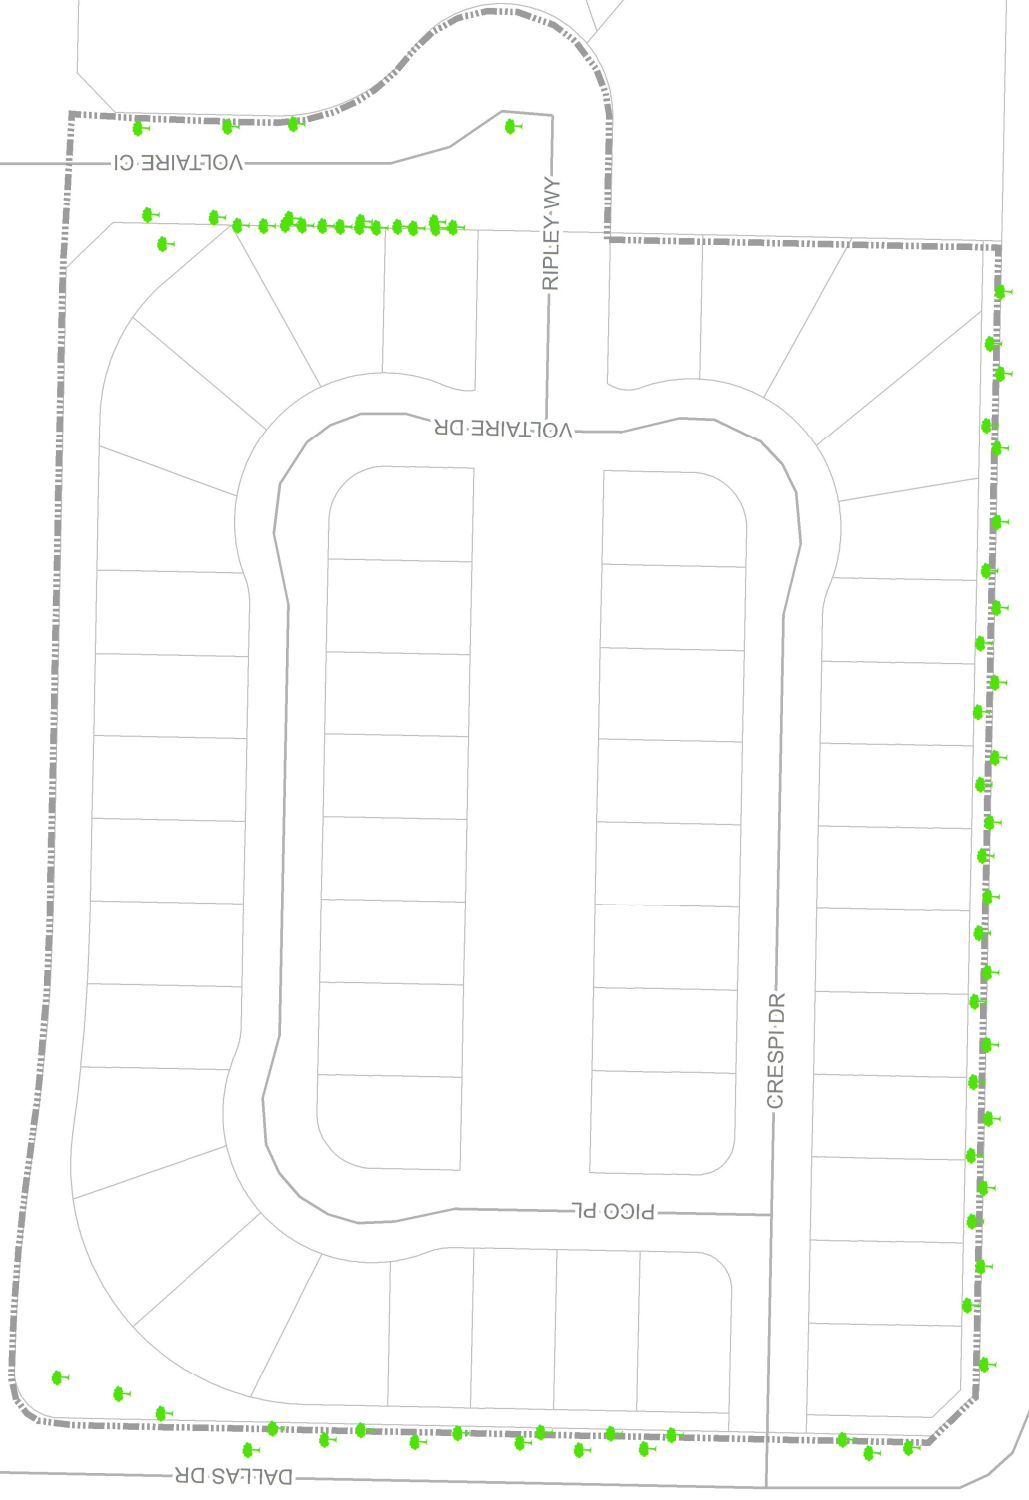 VOLTAIRE CI
RIPLEY WY
VOLTAIRE DR
CRESPI DR
PICO PL
DALLAS DR